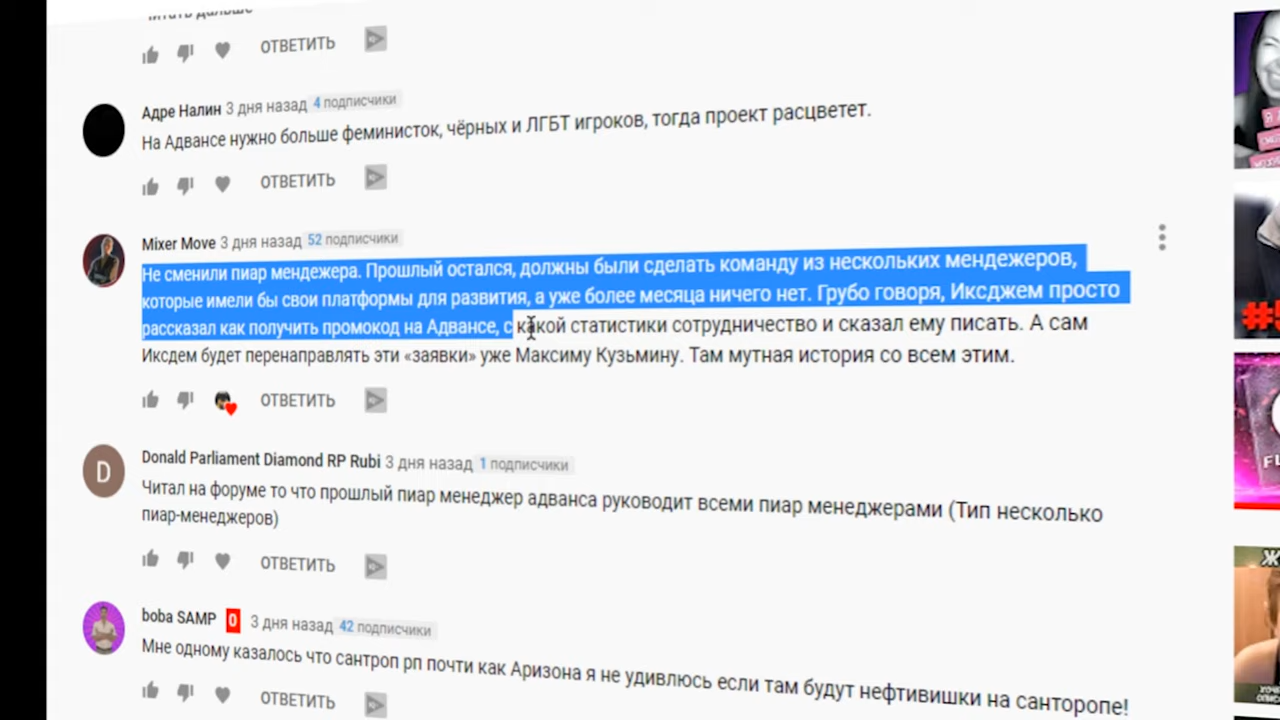 читать дальше
ОТВЕТИТЬ
Адре Налин 3 дня назад 4 подписчики
На Адвансе нужно больше феминисток, чёрных и ЛГБТ игроков, тогда проект расцветет.
ОТВЕТИТЬ
Mixer Move 3 дня назад 52 подписчики
Не сменили пиар мендежера. Прошлый остался, должны были сделать команду из нескольких мендежеров,
которые имели бы свои платформы для развития, а уже более месяца ничего нет. Грубо говоря, Иксджем просто
рассказал как получить промокод на Адвансе, с какой статистики сотрудничество и сказал ему писать. А сам
Иксдем будет перенаправлять эти «заявки» уже Максиму Кузьмину. Там мутная история со всем этим.
ОТВЕТИТЬ
D
Donald Parliament Diamond RP Rubi 3 дня назад 1 подписчики
Читал на форуме то что прошлый пиар менеджер адванса руководит всеми пиар менеджерами (Тип несколько
пиар-менеджеров)
ОТВЕТИТЬ
boba SAMP 0 3 дня назад 42 подписчики
Мне одному казалось что сантроп рп почти как Аризона я не удивлюсь если там будут нефтивишки на санторопе!
ОТВЕТИТЬ